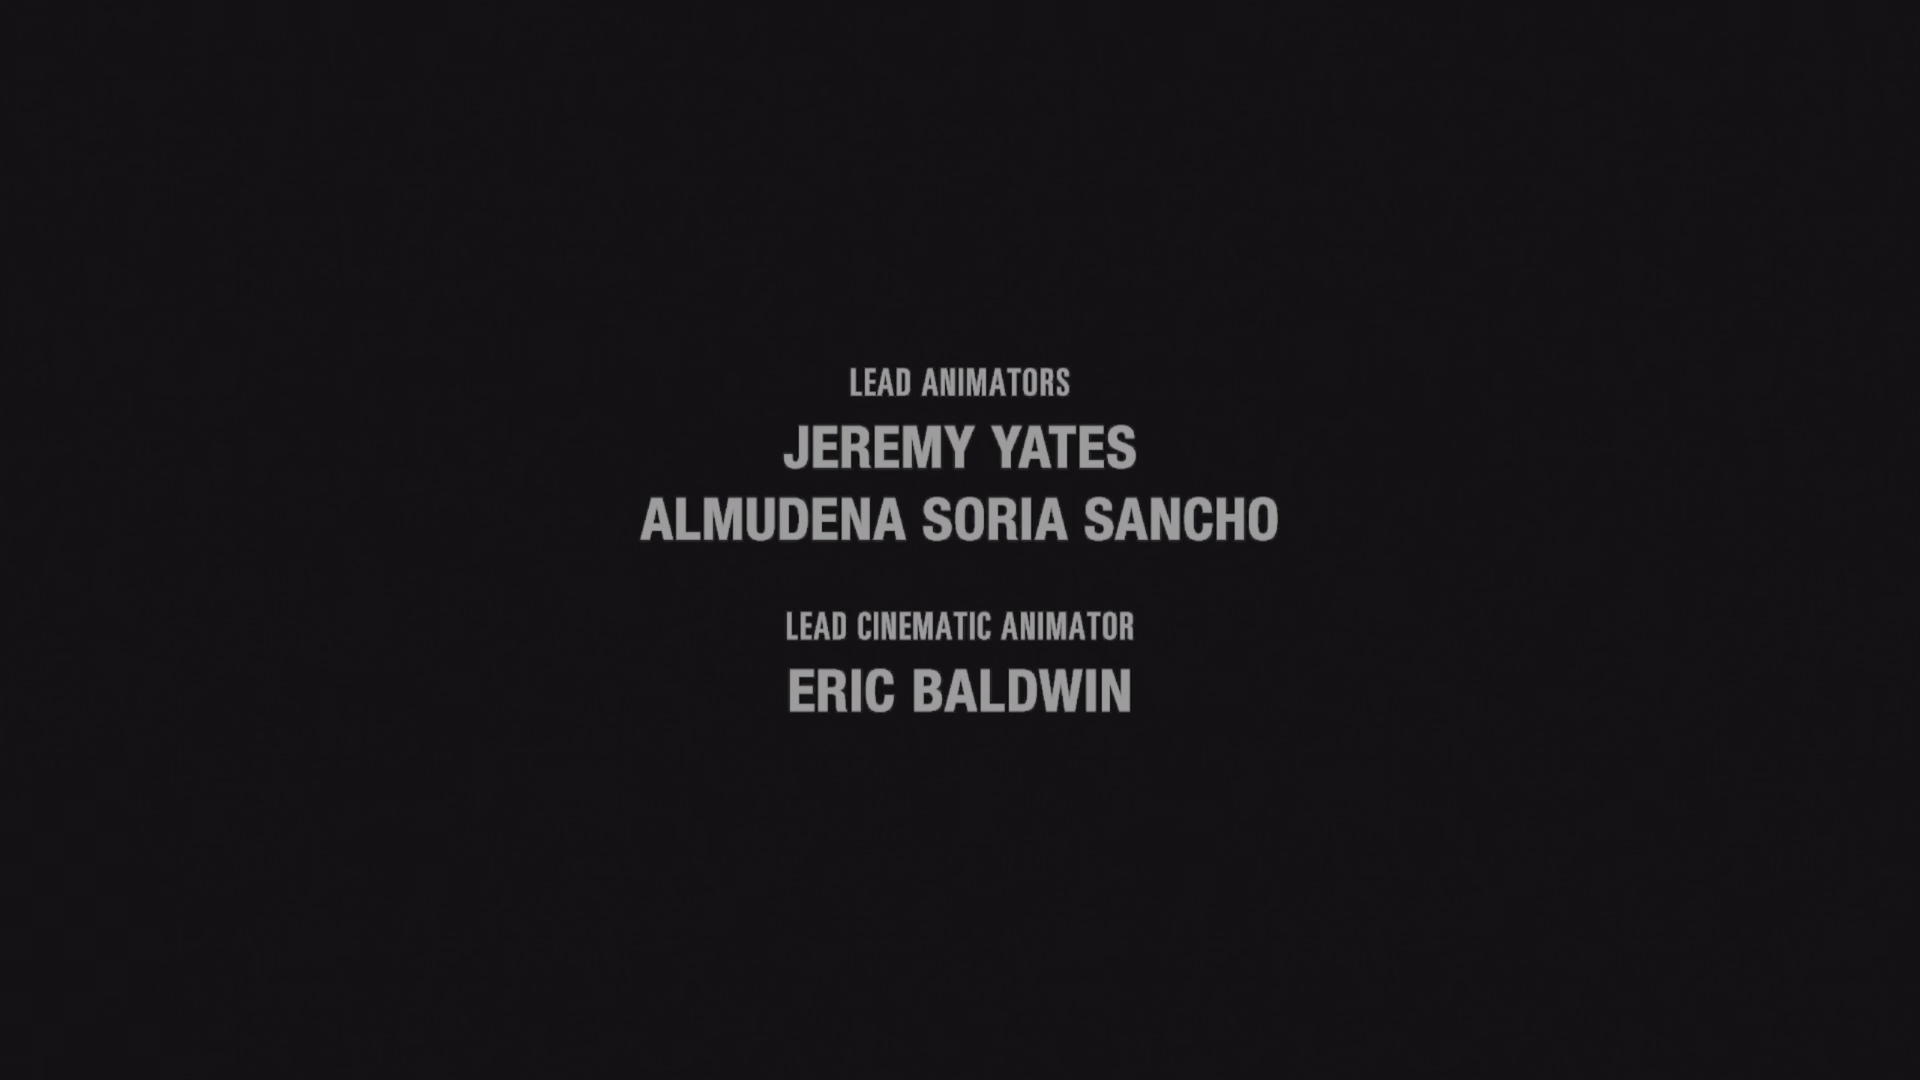 LEAD ANIMATORS
JEREMY YATES
ALMUDENA SORIA SANCHO
LEAD CINEMATIC ANIMATOR
ERIC BALDWIN